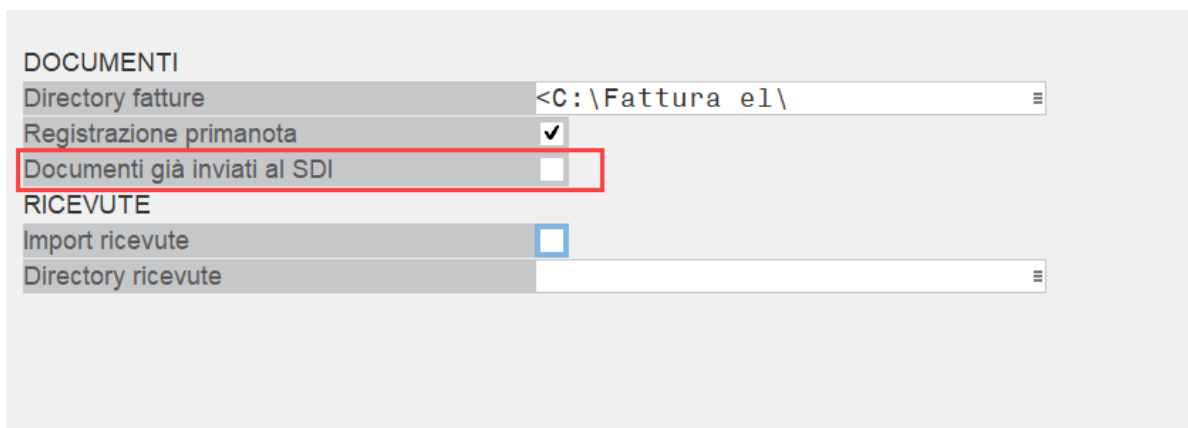 DOCUMENTI
Directory fatture <C:\Fattura el\
Registrazione primanota
Documenti già inviati al SDI
RICEVUTE
Import ricevute
Directory ricevute